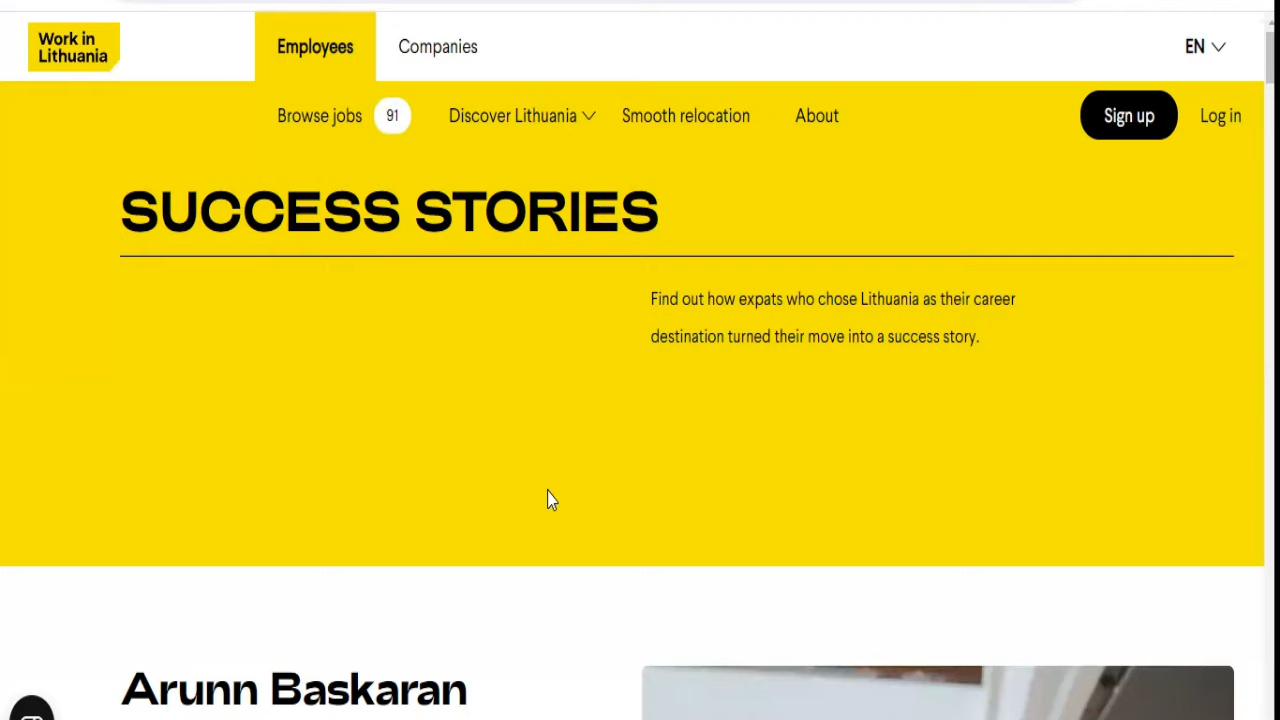 Work in
Lithuania
Employees
Companies
EN
Browse jobs 91
Discover Lithuania
Smooth relocation
About
Sign up
Log in
SUCCESS STORIES
Find out how expats who chose Lithuania as their career
destination turned their move into a success story.
Arunn Baskaran